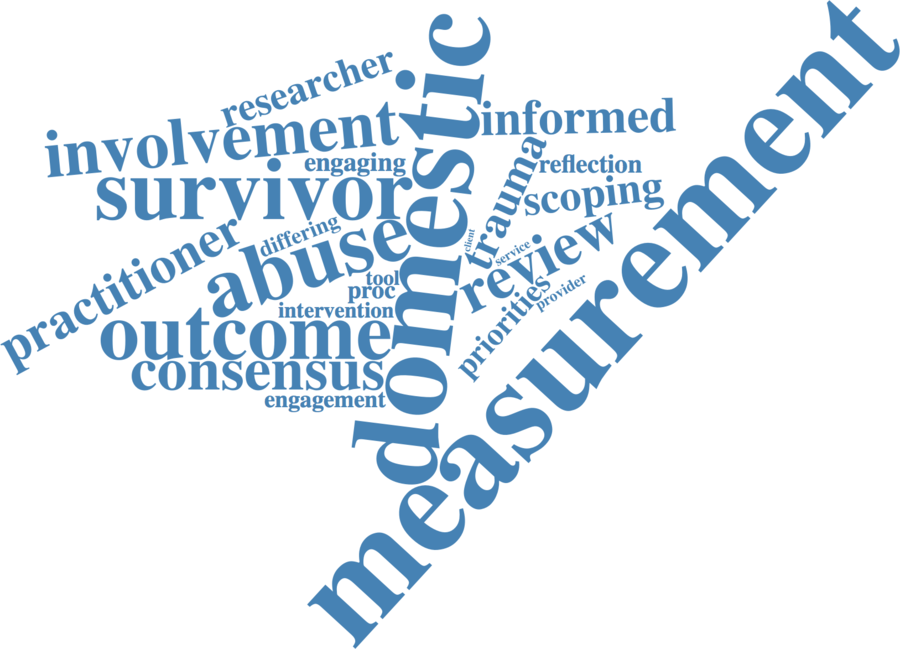 domestic
measurement
researcher
involvement
informed
engaging
reflection
survivor
trauma
scoping
practitioner
differing
abuse
client
service
review
tool
proc
priorities
provider
intervention
outcome
consensus
engagement